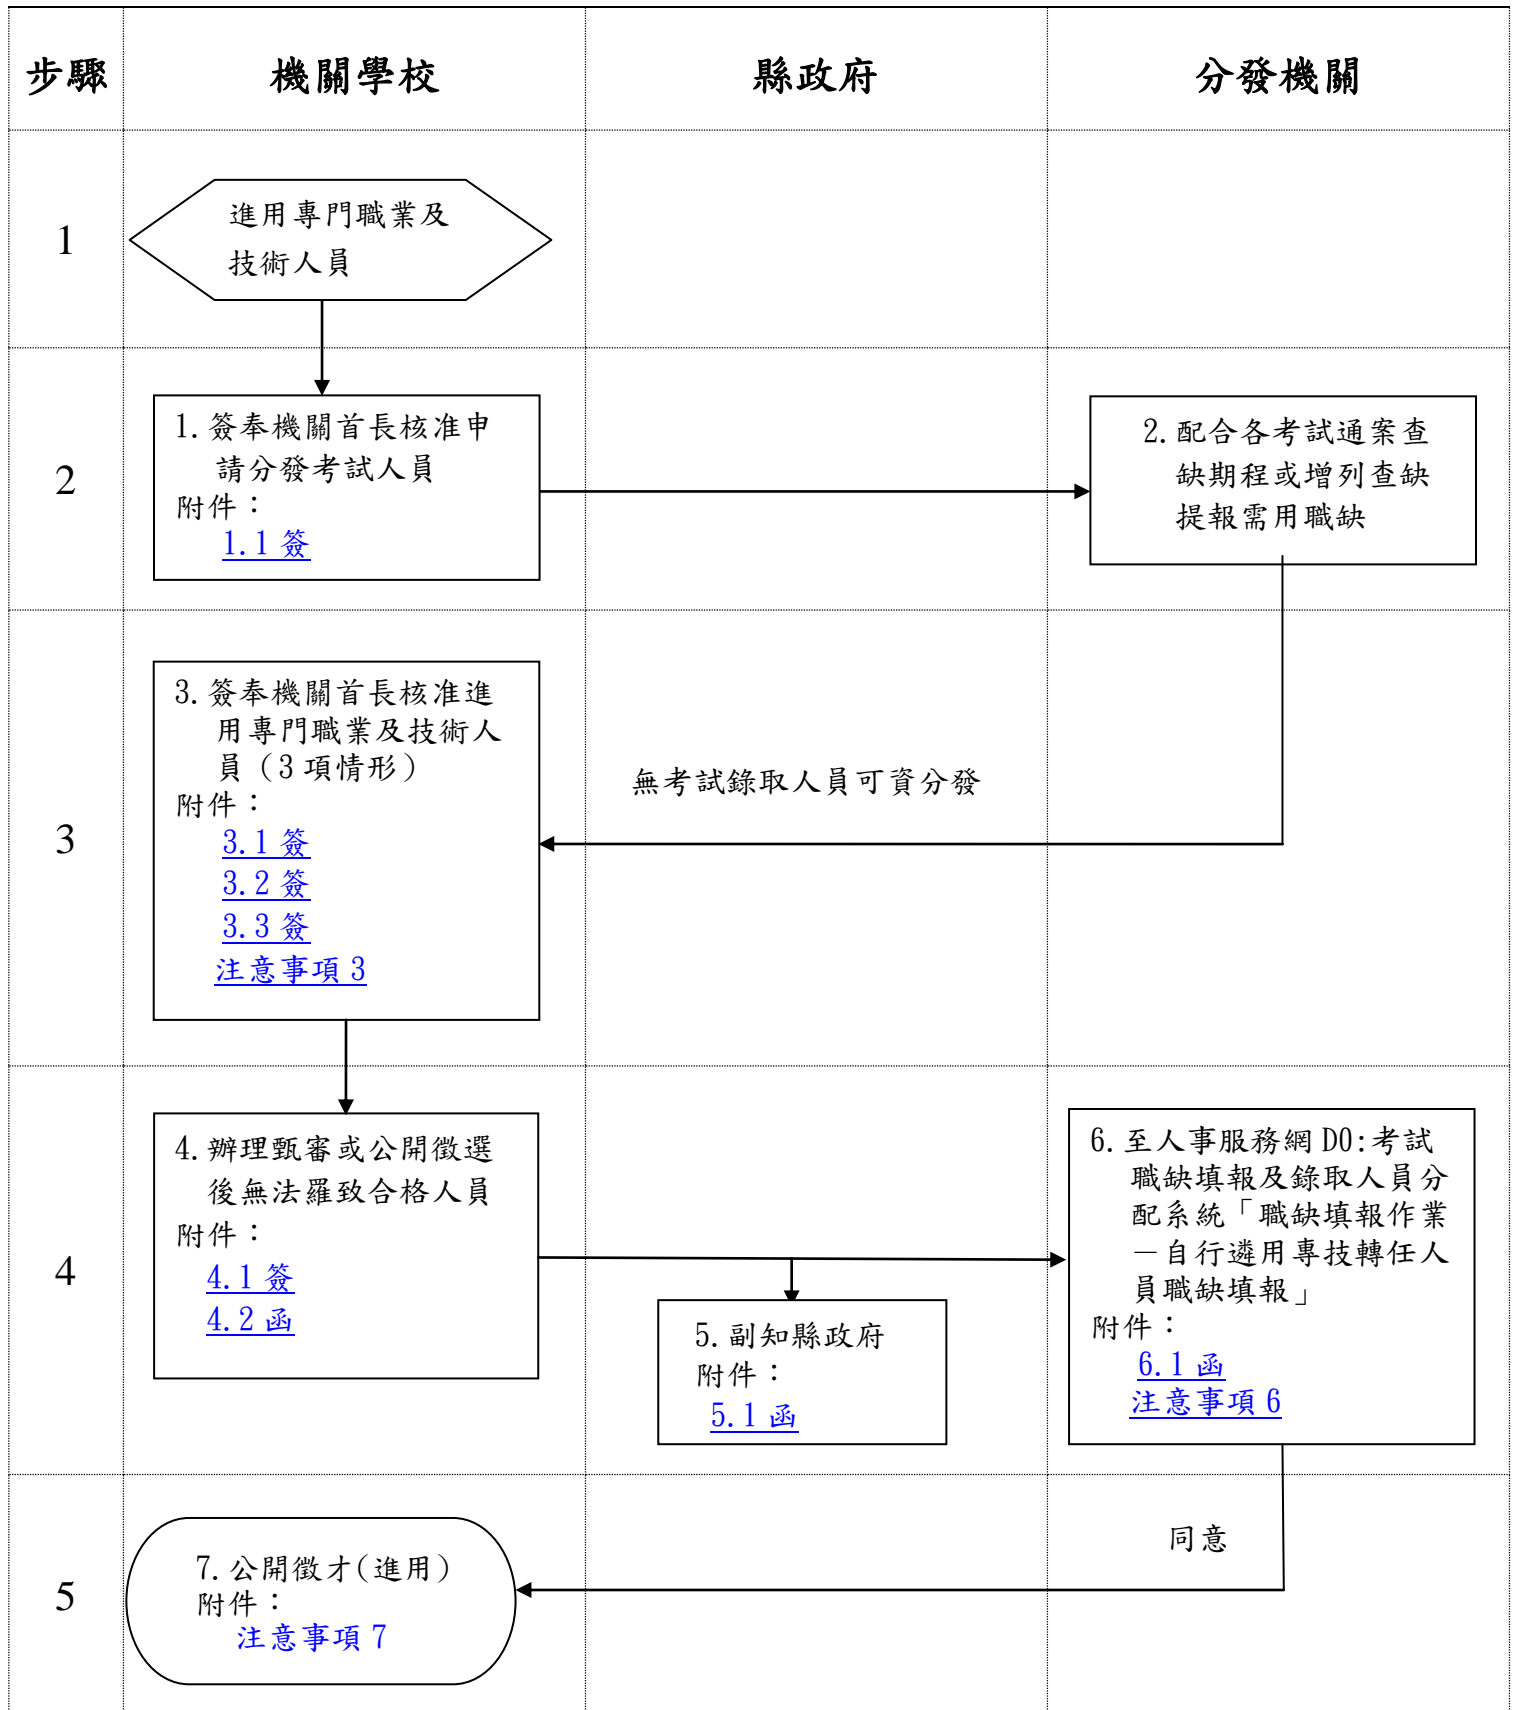 步驟
機關學校
縣政府
分發機關
1
進用專門職業及
技術人員
2
1.簽奉機關首長核准申
請分發考試人員
附件：
1.1 簽
2.配合各考試通案查
缺期程或增列查缺
提報需用職缺
3
3.簽奉機關首長核准進
用專門職業及技術人
員（3 項情形）
附件：
3.1 簽
3.2 簽
3.3 簽
注意事項 3
無考試錄取人員可資分發
4
4.辦理甄審或公開徵選
後無法羅致合格人員
附件：
4.1 簽
4.2 函
5.副知縣政府
附件：
5.1 函
6.至人事服務網 D0:考試
職缺填報及錄取人員分
配系統「職缺填報作業
－自行遴用專技轉任人
員職缺填報」
附件：
6.1 函
注意事項 6
5
7.公開徵才(進用)
附件：
注意事項 7
同意